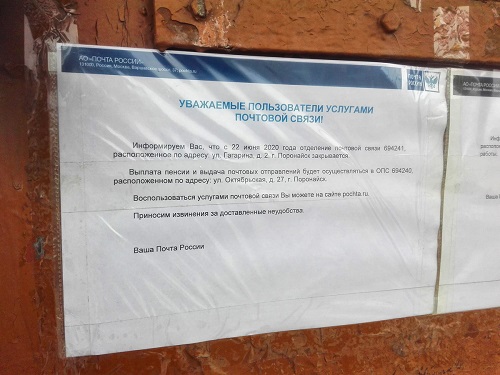 АО «ПОЧТА РОССИИ»
ПОЧТА РОССИИ
УВАЖАЕМЫЕ ПОЛЬЗОВАТЕЛИ УСЛУГАМИ
ПОЧТОВОЙ СВЯЗИ!
Информируем Вас, что с 22 июня 2020 года отделение почтовой связи 694241,
расположенное по адресу: ул. Гагарина, д. 2, г. Поронайск закрывается.
Выплата пенсии и выдача почтовых отправлений будет осуществляться в ОПС 694240,
расположенном по адресу: ул. Октябрьская, д. 27, г. Поронайск.
Воспользоваться услугами почтовой связи Вы можете на сайте pochta.ru.
Приносим извинения за доставленные неудобства.
Ваша Почта России